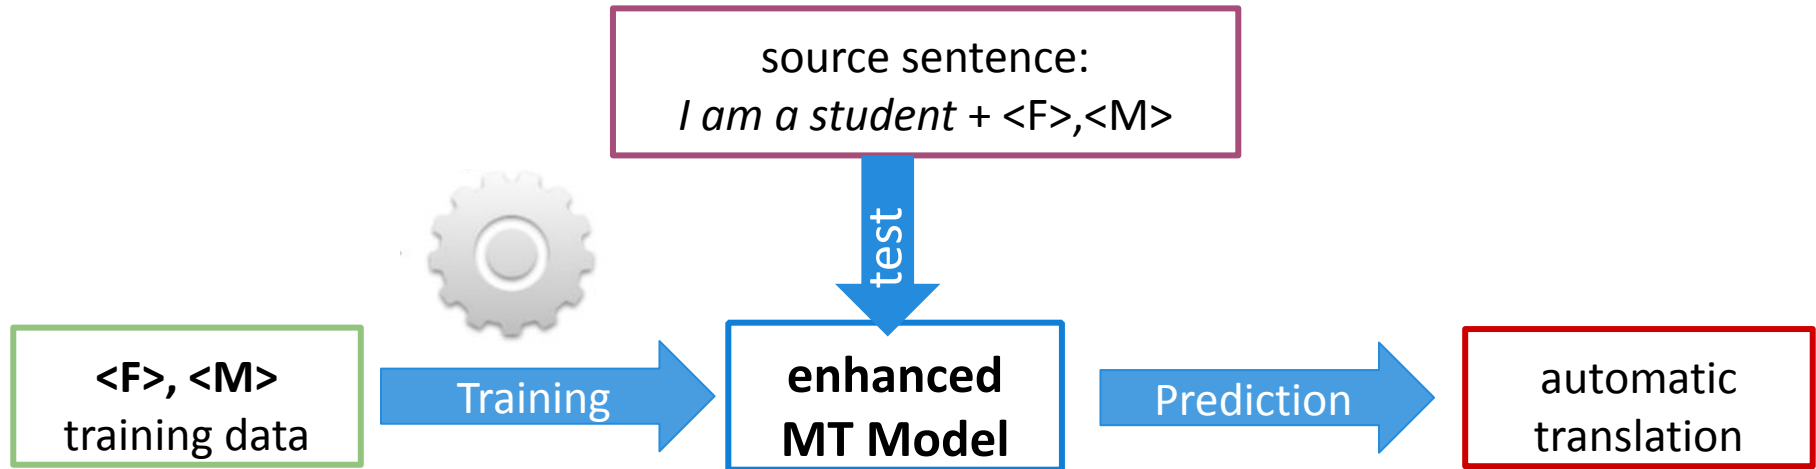 source sentence:
I am a student + <F>,<M>
test
<F>, <M>
training data
Training
enhanced
MT Model
Prediction
automatic
translation